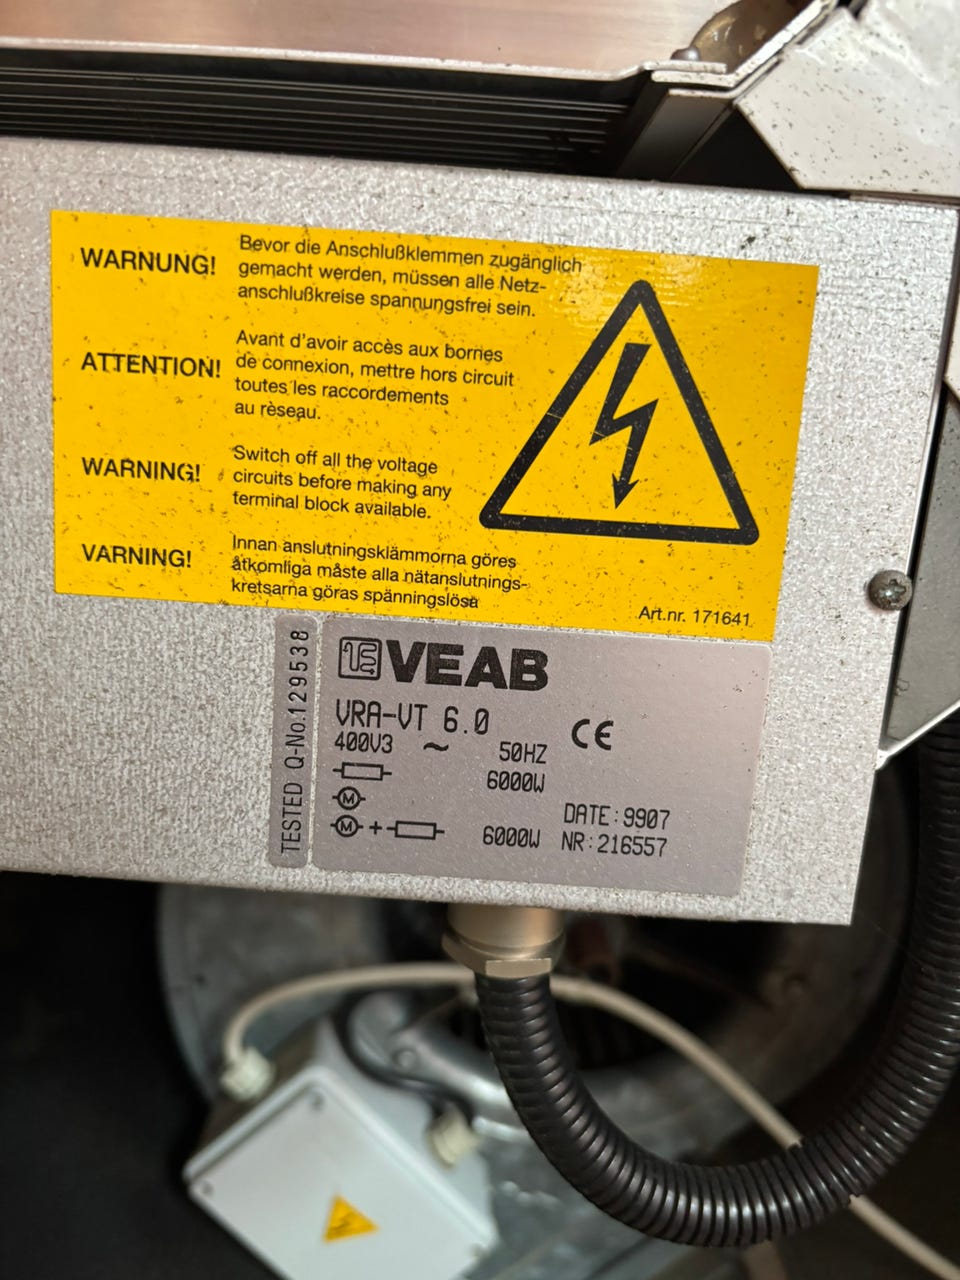 WARNUNG!
Bevor die Anschlußklemmen zugänglich
gemacht werden, müssen alle Netz-
anschlußkreise spannungsfrei sein.
ATTENTION!
Avant d'avoir accès aux bornes
de connexion, mettre hors circuit
toutes les raccordements
au rèseau.
WARNING!
Switch off all the voltage
circuits before making any
terminal block available.
VARNING!
Innan anslutningsklämmorna göres
åtkomliga måste alla nätanslutnings-
kretsarna göras spänningslösa
Art.nr. 171641
TESTED Q-No.129538
VEAB
VRA-VT 6.0
CE
400V3 ~ 50HZ
6000W
M
DATE:9907
M + 6000W
NR:216557